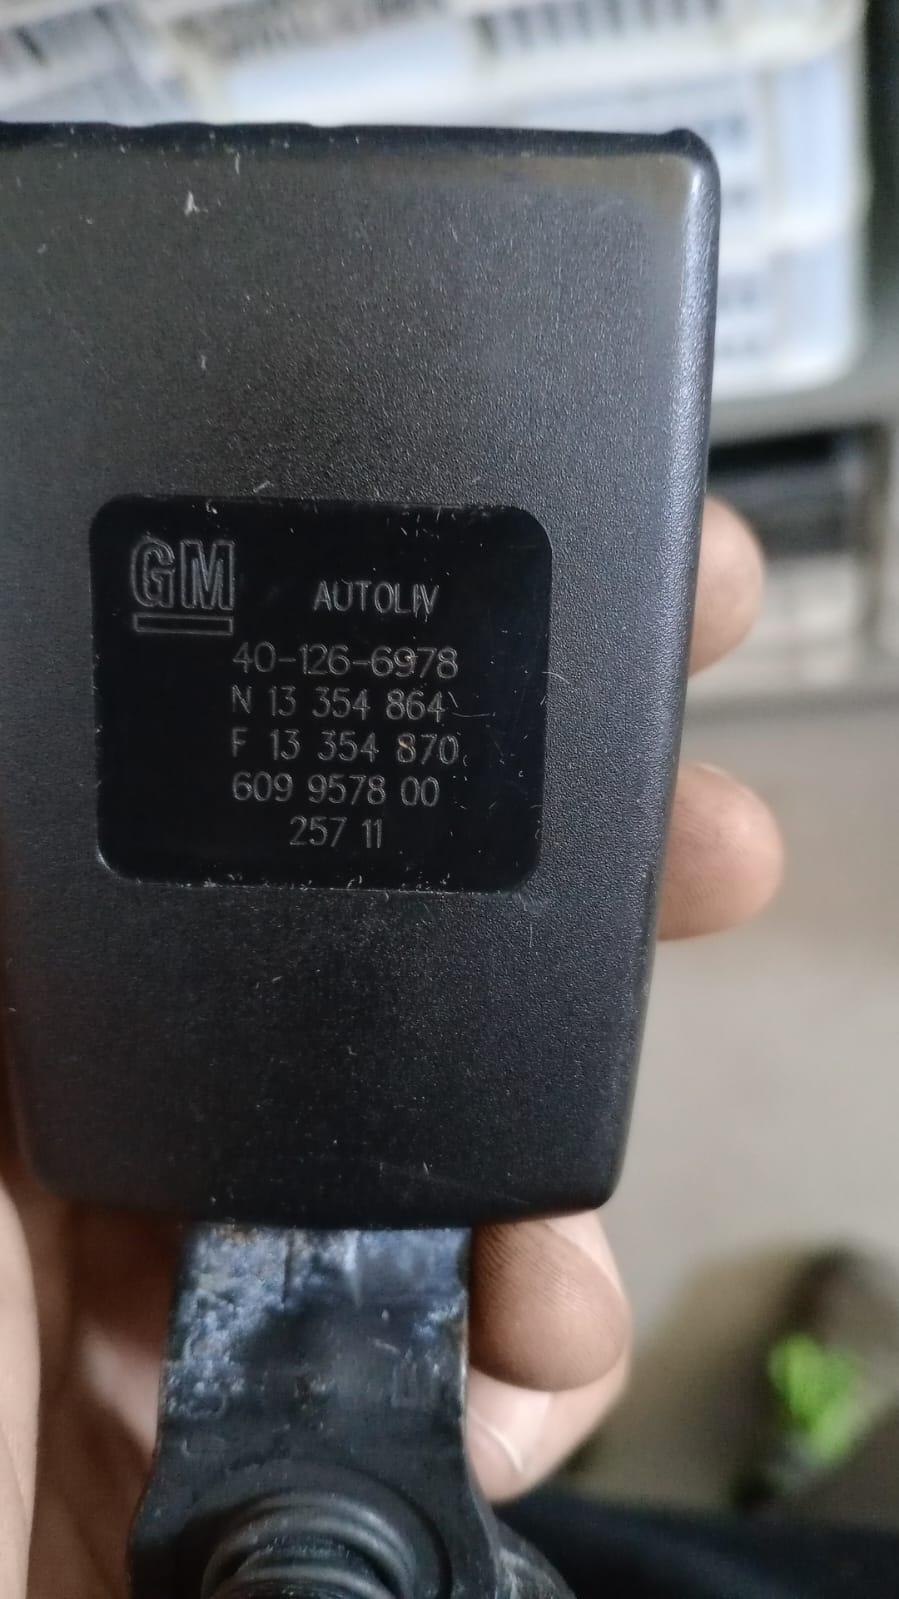 GM
AUTOLIV
40-126-6978
N 13 354 864
F 13 354 870
609 9578 00
257 11